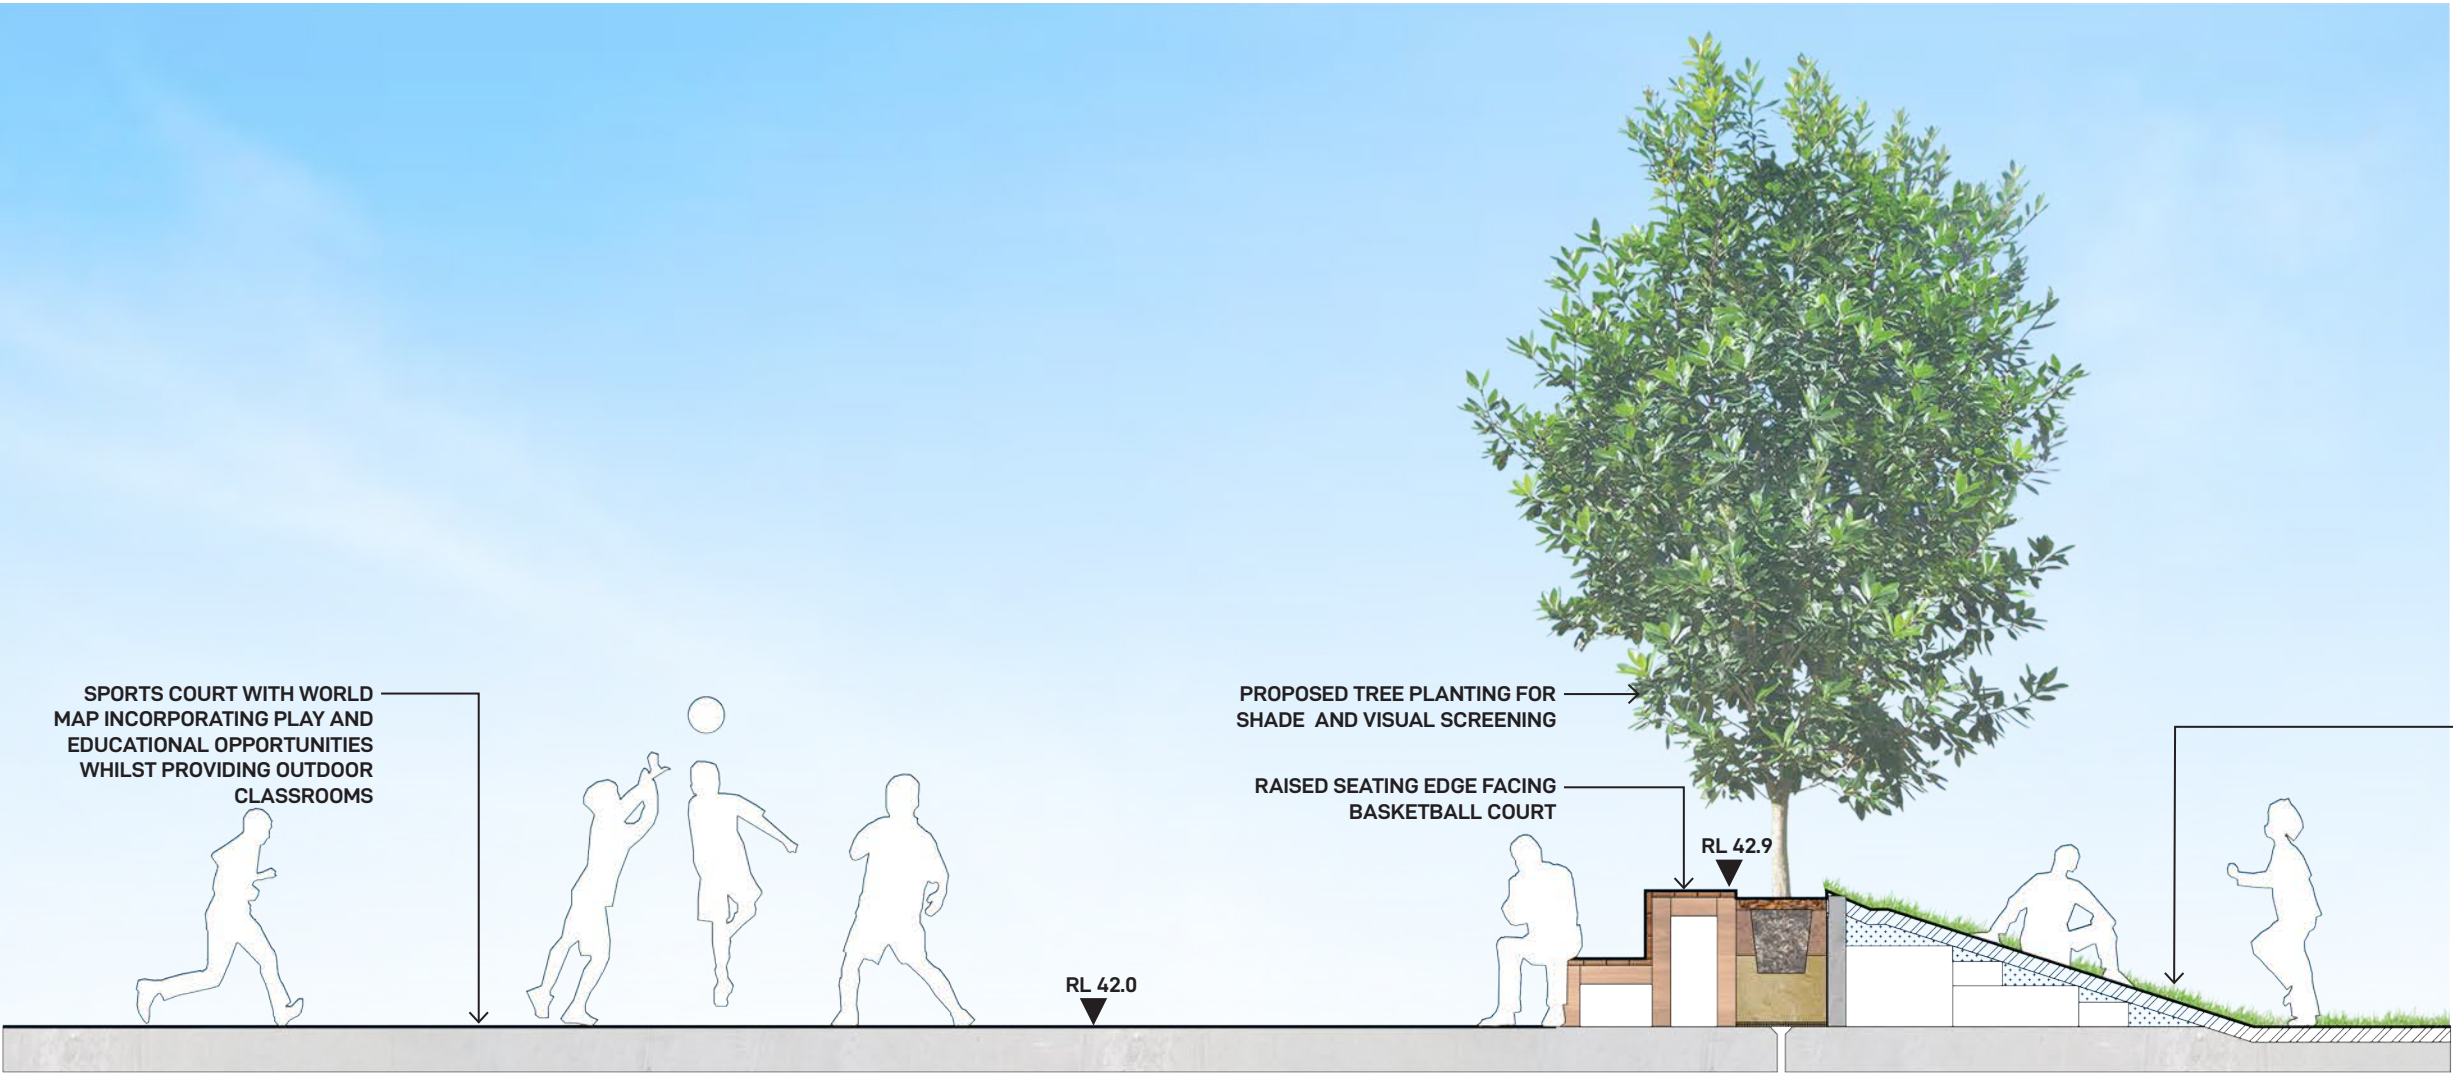 SPORTS COURT WITH WORLD
MAP INCORPORATING PLAY AND
EDUCATIONAL OPPORTUNITIES
WHILST PROVIDING OUTDOOR
CLASSROOMS
PROPOSED TREE PLANTING FOR
SHADE AND VISUAL SCREENING
RAISED SEATING EDGE FACING
BASKETBALL COURT
RL 42.9
RL 42.0